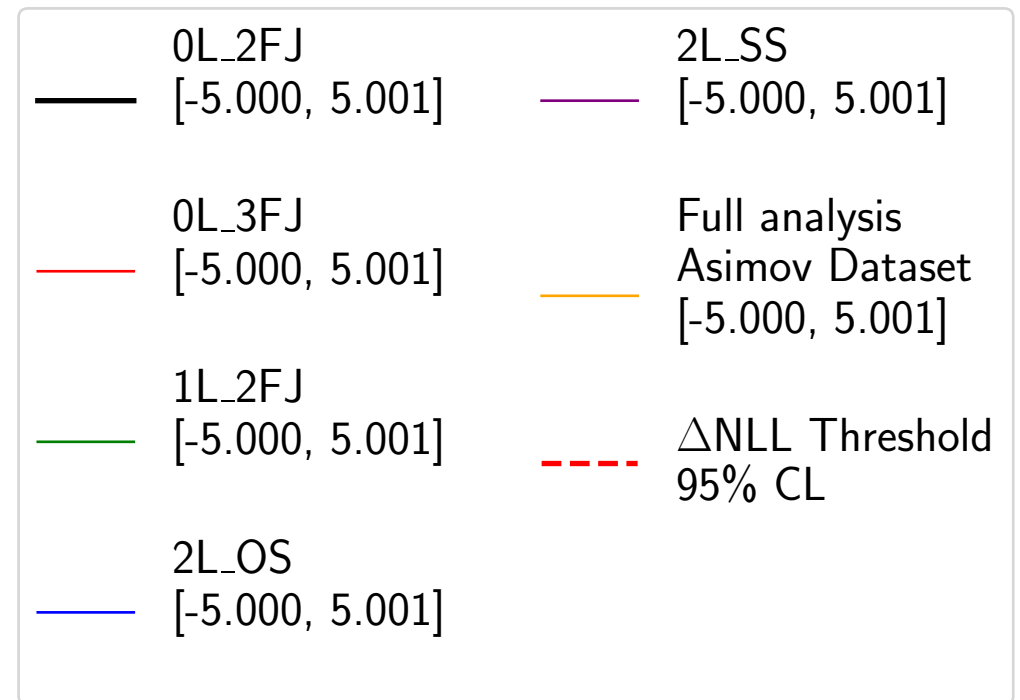 0L_2FJ
[-5.000, 5.001]
0L_3FJ
[-5.000, 5.001]
1L_2FJ
[-5.000, 5.001]
2L_OS
[-5.000, 5.001]
2L_SS
[-5.000, 5.001]
Full analysis
Asimov Dataset
[-5.000, 5.001]
ΔNLL Threshold
95% CL